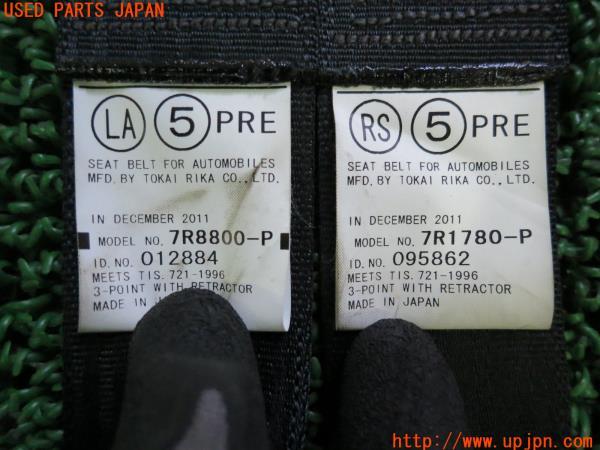 USED PARTS JAPAN
LA 5 PRE
SEAT BELT FOR AUTOMOBILES
MFD. BY TOKAI RIKA CO., LTD.
IN DECEMBER 2011
MODEL NO. 7R8800-P
ID. NO. 012884
MEETS TIS. 721-1996
3-POINT WITH RETRACTOR
MADE IN
RS 5 PRE
SEAT BELT FOR AUTOMOBILES
MFD. BY TOKAI RIKA CO., LTD.
IN DECEMBER 2011
MODEL NO. 7R1780-P
ID. NO. 095862
MEETS TIS. 721-1996
3-POINT WITH RETRACTOR
MADE IN JAPAN
http://www.upjpn.com/